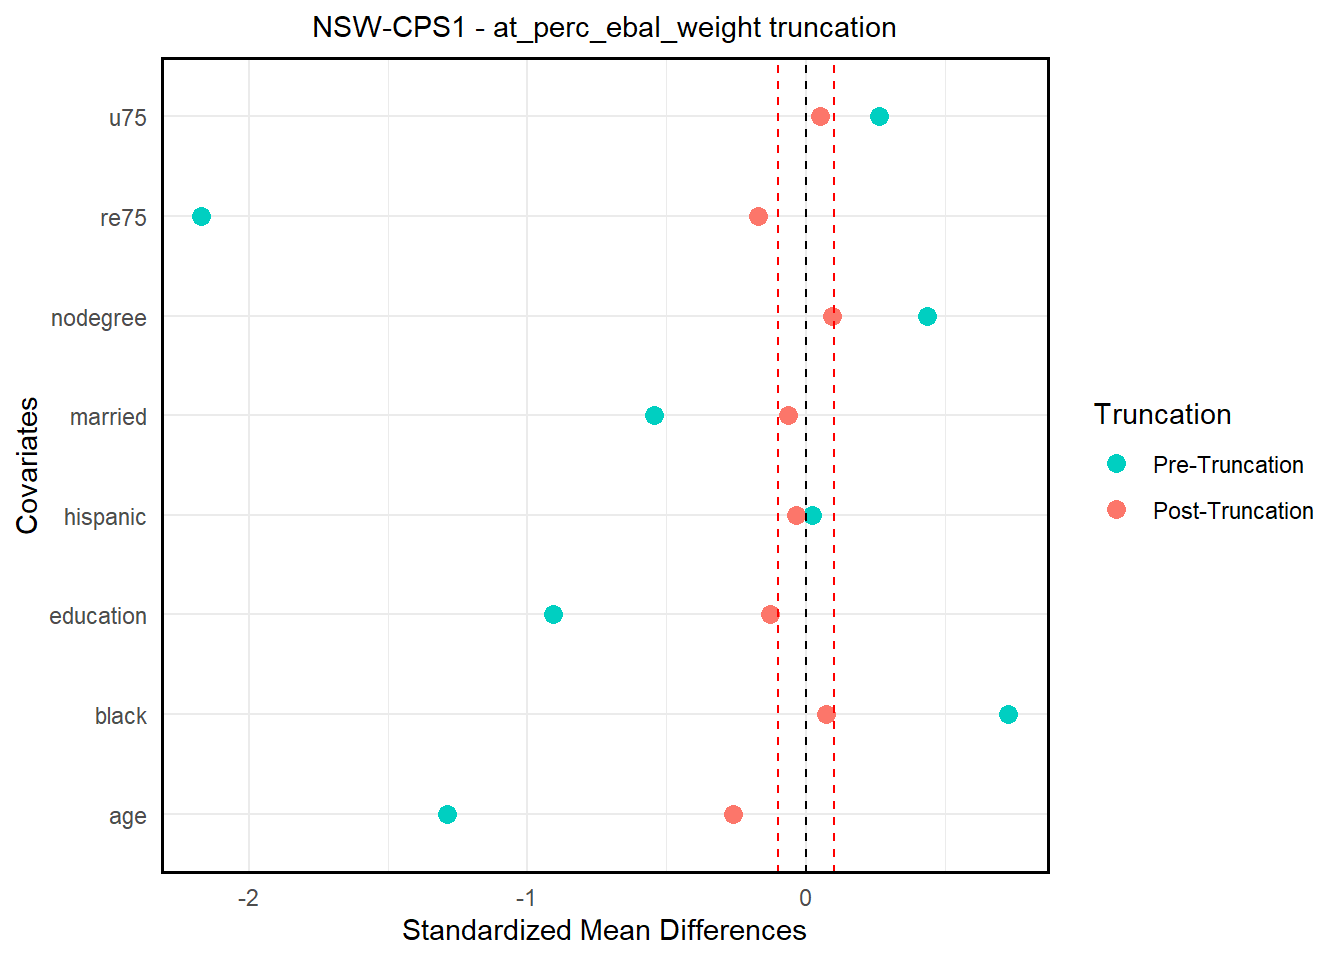 NSW-CPS1 - at_perc_ebal_weight truncation
u75
re75
nodegree
married
hispanic
education
black
age
Covariates
-2
-1
0
Standardized Mean Differences
Truncation
Pre-Truncation
Post-Truncation